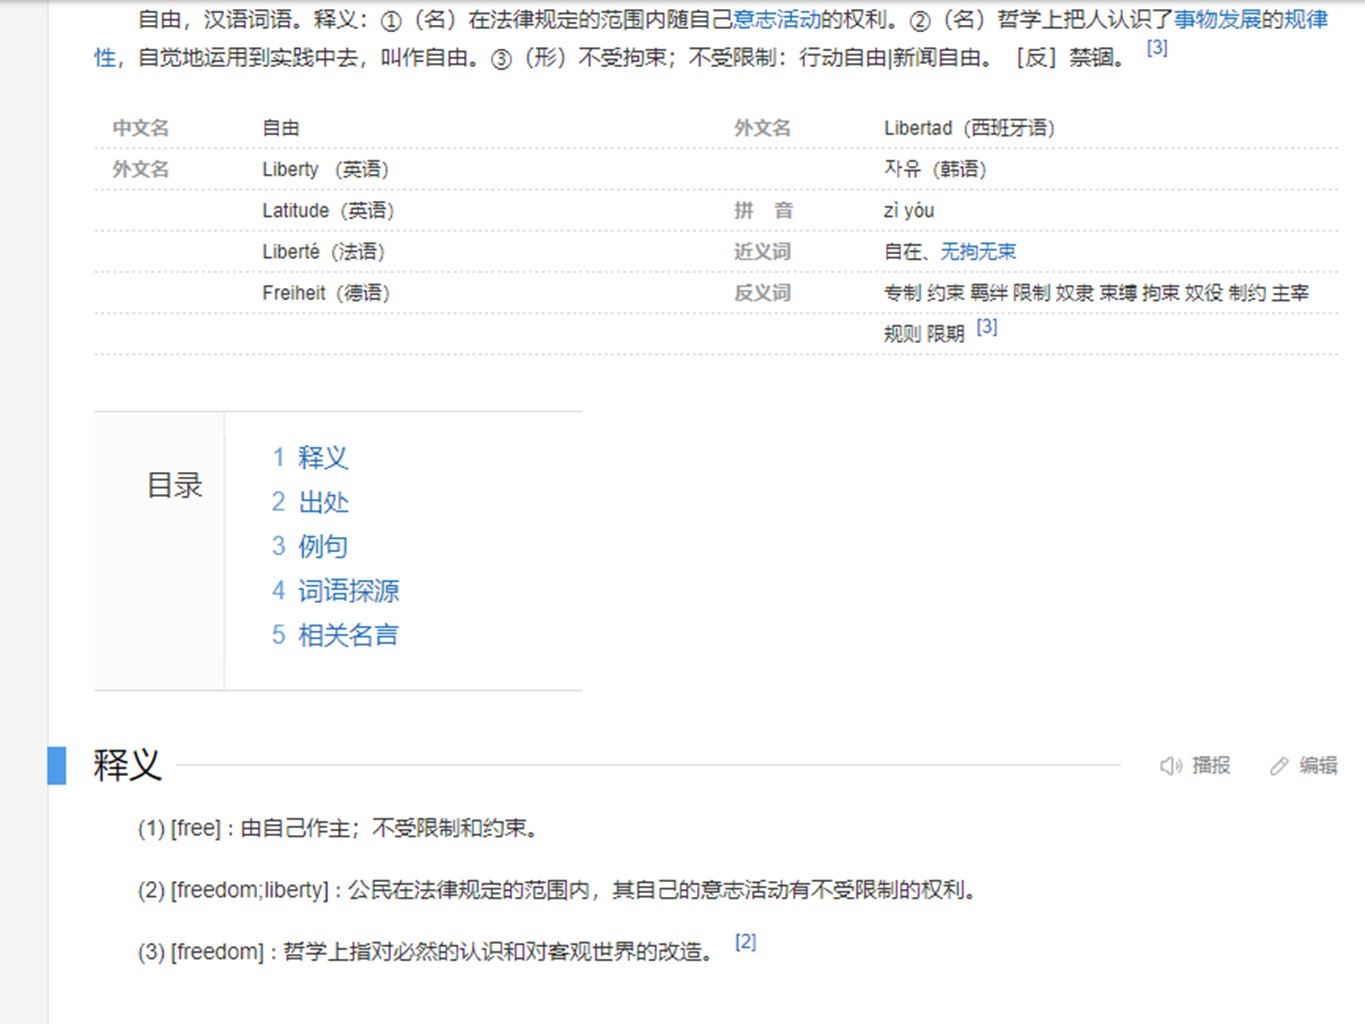 自由，汉语词语。释义：①（名）在法律规定的范围内随自己意志活动的权利。②（名）哲学上把人认识了事物发展的规律
性，自觉地运用到实践中去，叫作自由。③（形）不受拘束；不受限制：行动自由|新闻自由。［反］禁锢。 [3]
中文名 自由
外文名 Liberty （英语）
Latitude（英语）
Liberté（法语）
Freiheit（德语）
外文名 Libertad（西班牙语）
자유（韩语）
拼 音 zì yóu
近义词 自在、无拘无束
反义词 专制 约束 羁绊 限制 奴隶 束缚 拘束 奴役 制约 主宰
规则 限期 [3]
目录
1 释义
2 出处
3 例句
4 词语探源
5 相关名言
释义 播报 编辑
(1) [free] : 由自己作主；不受限制和约束。
(2) [freedom;liberty] : 公民在法律规定的范围内，其自己的意志活动有不受限制的权利。
(3) [freedom] : 哲学上指对必然的认识和对客观世界的改造。 [2]